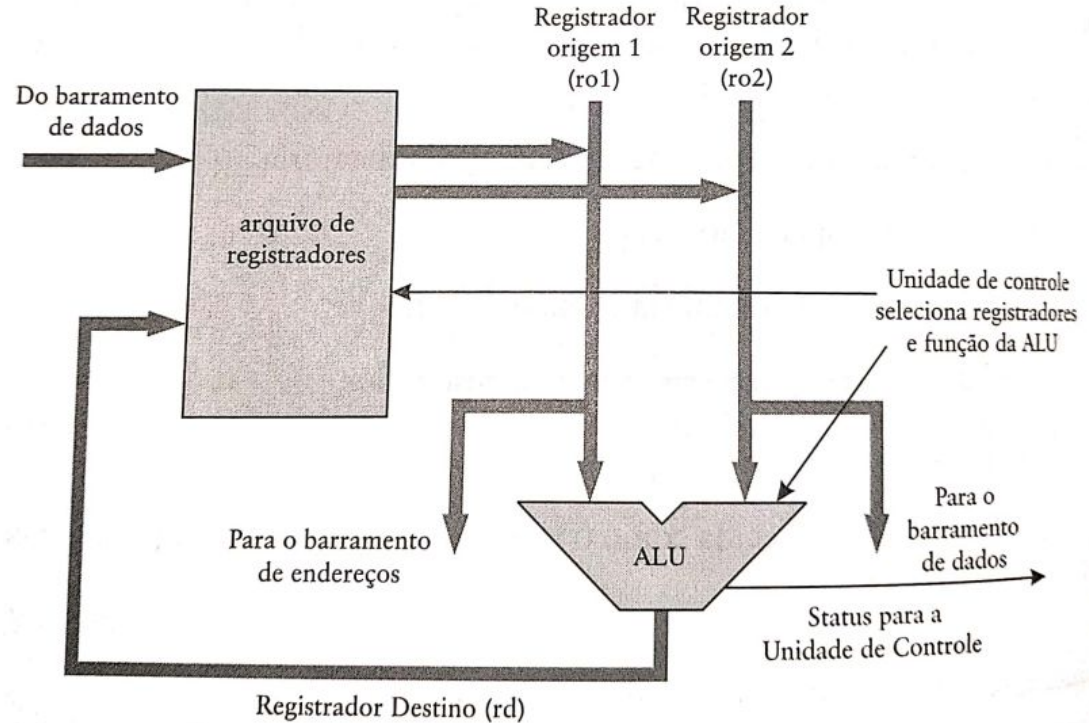 Registrador
origem 1
(ro1)
Registrador
origem 2
(ro2)
Do barramento
de dados
arquivo de
registradores
Unidade de controle
seleciona registradores
e função da ALU
Para o barramento
de endereços
ALU
Para o
barramento
de dados
Status para a
Unidade de Controle
Registrador Destino (rd)